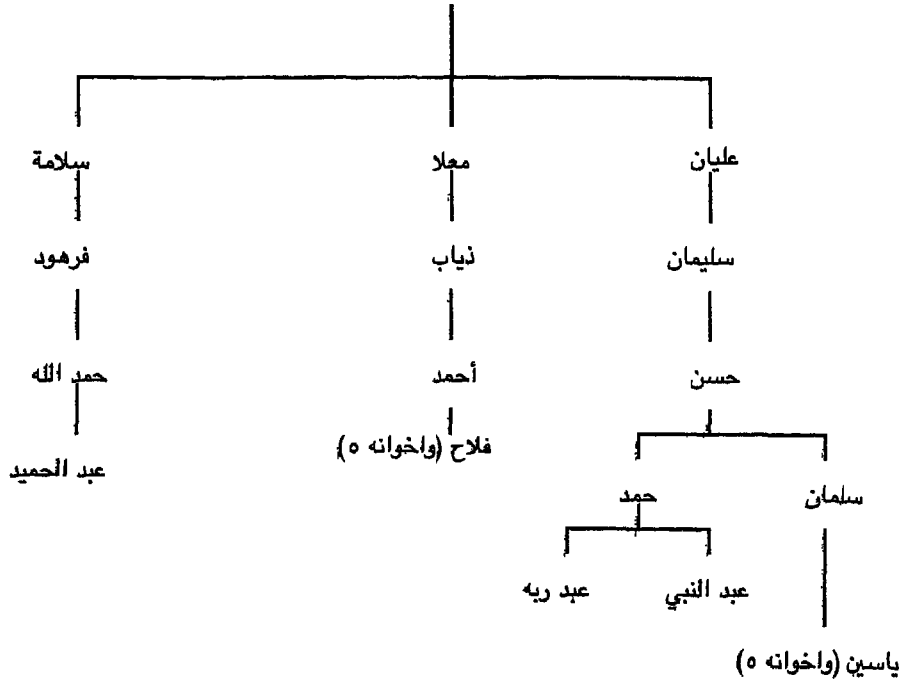 عليان معلا سلامة
سليمان ذياب فرهود
حسن أحمد حمد الله
فلاح (واخوانه ٥) عبد الحميد
سلمان حمد
عبد النبي عبد ربه
ياسين (واخوانه ٥)